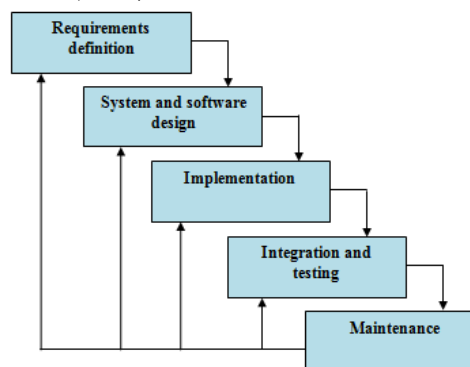 Requirements
definition
System and software
design
Implementation
Integration and
testing
Maintenance